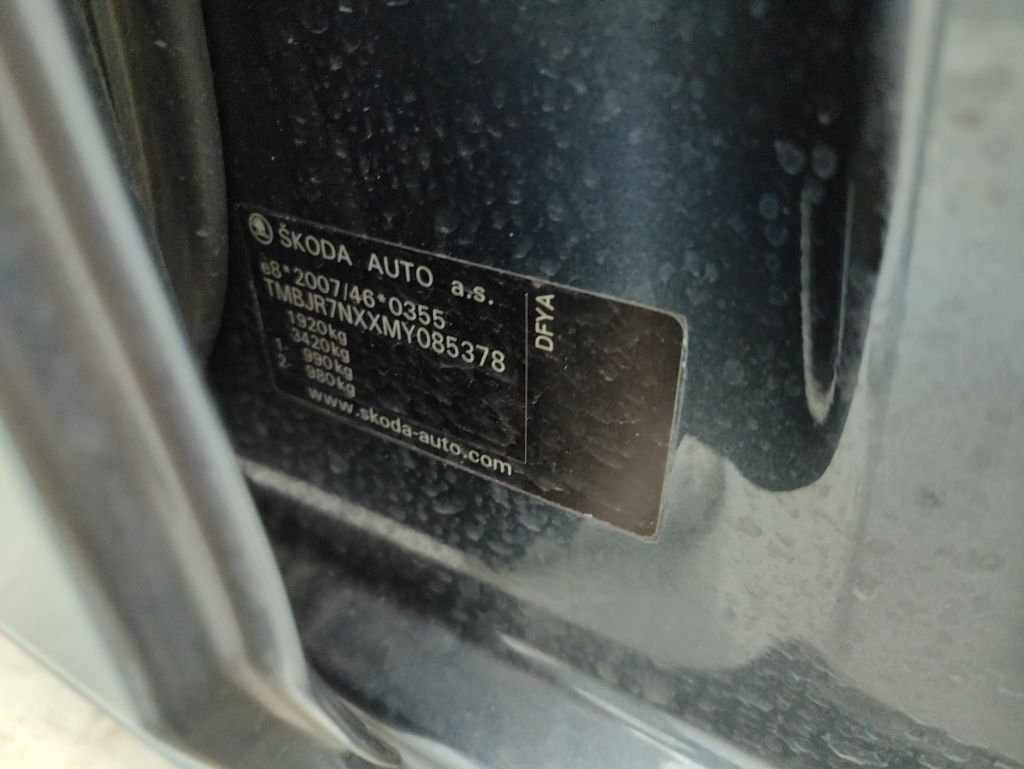 ŠKODA AUTO a.s.
e8*2007/46*0355
TMBJR7NXXMY085378
1920kg
3420kg
1- 990kg
2- 980kg
www.skoda-auto.com
DFYA